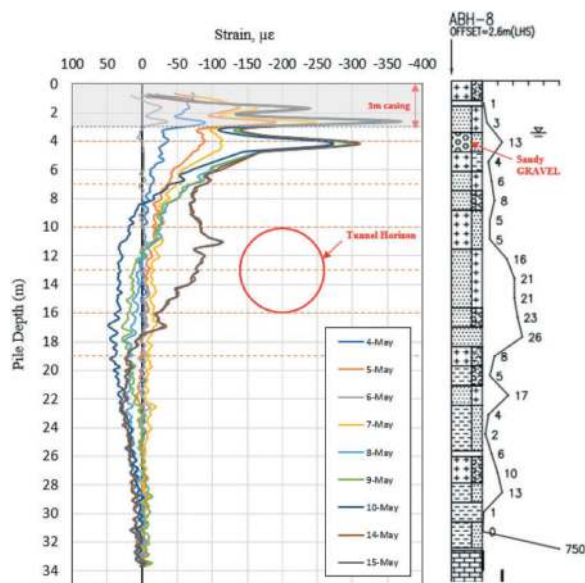 Strain, με
100 50 0 -50 -100 -150 -200 -250 -300 -350 -400
Pile Depth (m)
0
2
4
6
8
10
12
14
16
18
20
22
24
26
28
30
32
34
3m casing
Tunnel Horizon
4-May
5-May
6-May
7-May
8-May
9-May
10-May
14-May
15-May
ABH-8
OFFSET=2.6m(LHS)
1
3
13
Sandy
GRAVEL
4
6
8
5
5
16
21
21
23
26
8
5
17
4
2
6
10
13
1
0
750